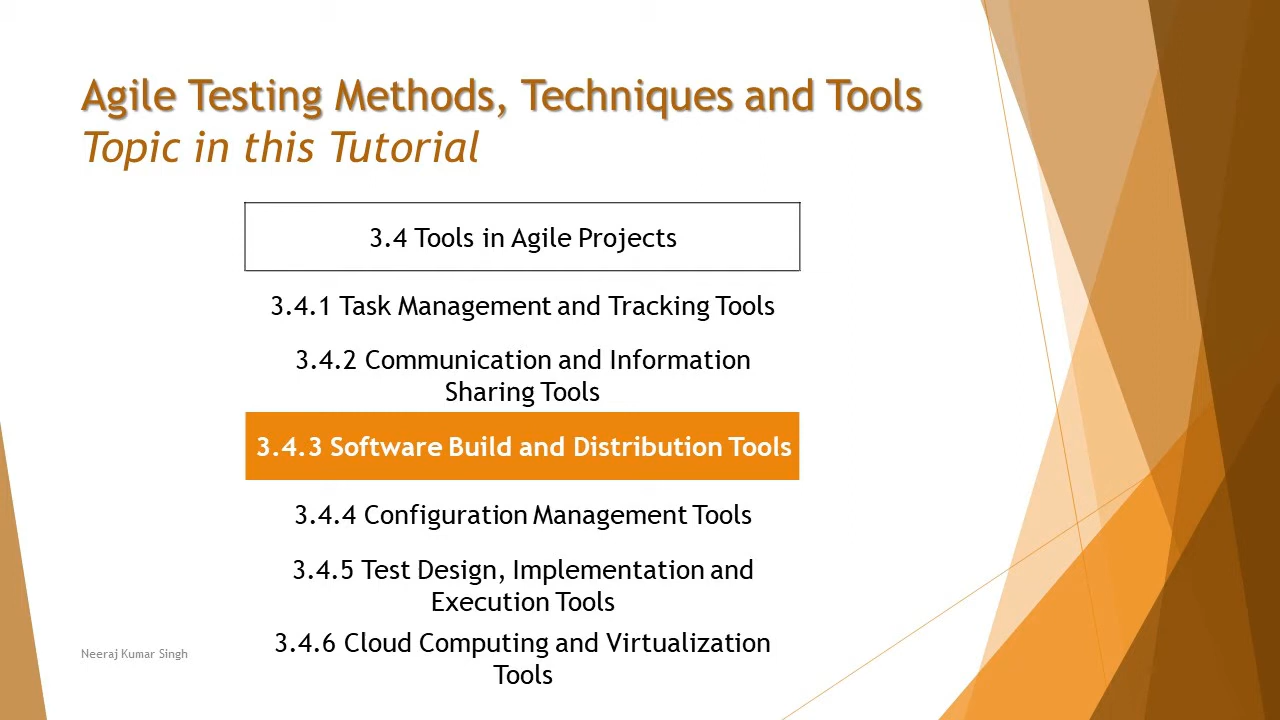 Agile Testing Methods, Techniques and Tools
Topic in this Tutorial
3.4 Tools in Agile Projects
3.4.1 Task Management and Tracking Tools
3.4.2 Communication and Information
Sharing Tools
3.4.3 Software Build and Distribution Tools
3.4.4 Configuration Management Tools
3.4.5 Test Design, Implementation and
Execution Tools
3.4.6 Cloud Computing and Virtualization
Tools
Neeraj Kumar Singh